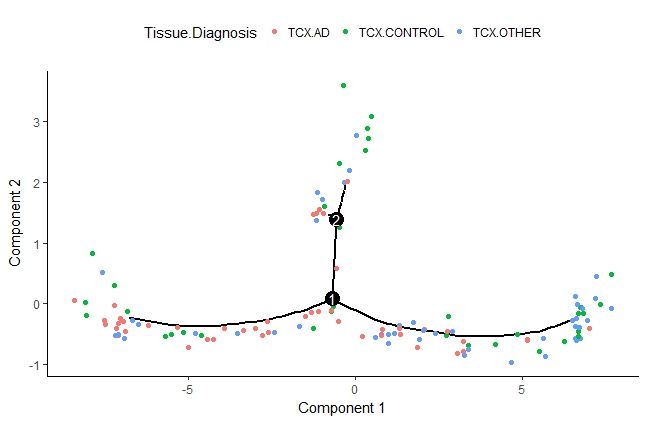 Tissue.Diagnosis TCX.AD TCX.CONTROL TCX.OTHER
3
2
2
1
1
0
-1
-5 0 5
Component 1
Component 2